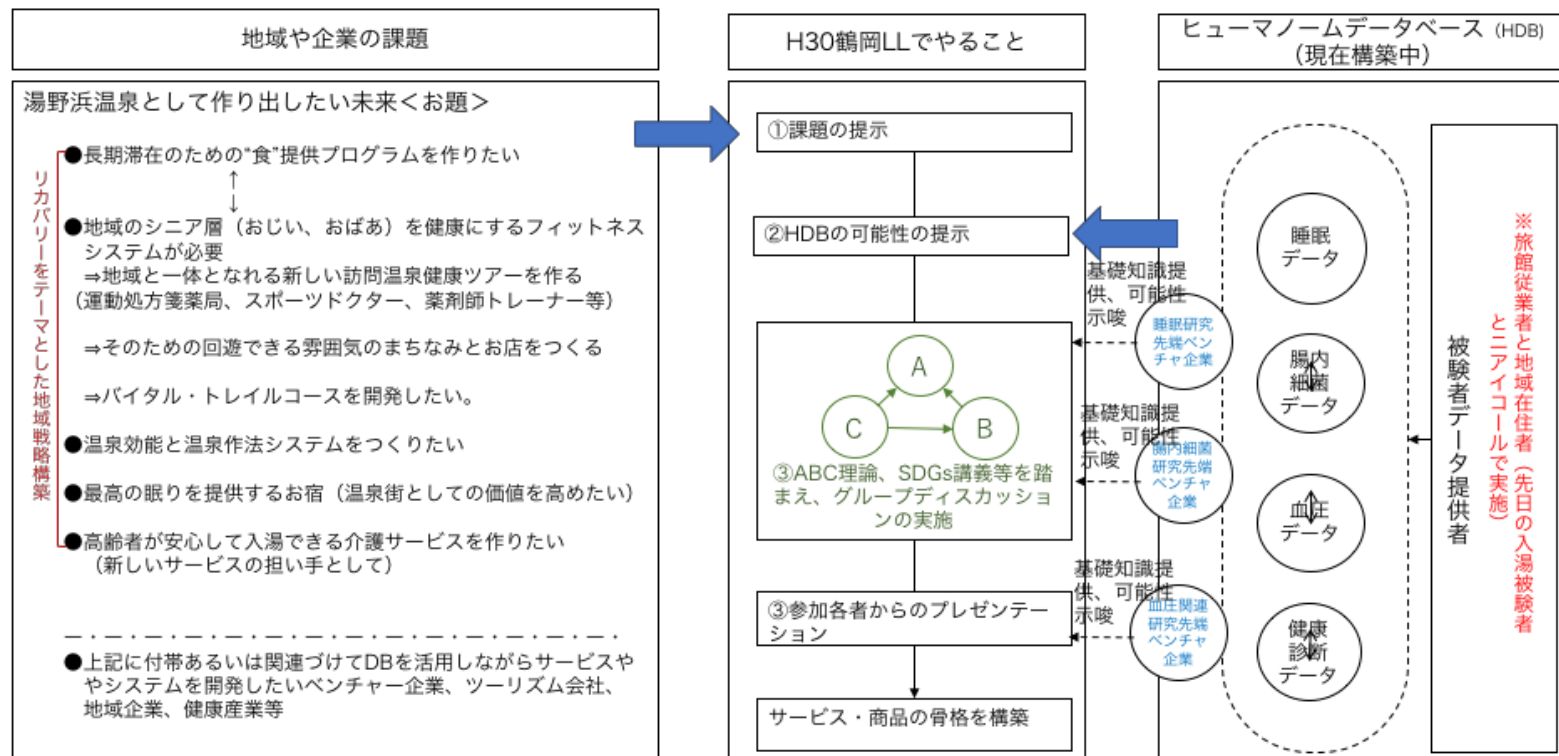 地域や企業の課題
湯野浜温泉として作り出したい未来＜お題＞
リカバリーをテーマとした地域戦略構築
●長期滞在のための“食”提供プログラムを作りたい
↑
↓
●地域のシニア層（おじい、おばあ）を健康にするフィットネス
システムが必要
⇒地域と一体となれる新しい訪問温泉健康ツアーを作る
（運動処方箋薬局、スポーツドクター、薬剤師トレーナー等）
⇒そのための回遊できる雰囲気のまちなみとお店をつくる
⇒バイタル・トレイルコースを開発したい。
●温泉効能と温泉作法システムをつくりたい
●最高の眠りを提供するお宿（温泉街としての価値を高めたい）
●高齢者が安心して入湯できる介護サービスを作りたい
（新しいサービスの担い手として）
●上記に付帯あるいは関連づけてDBを活用しながらサービスや
やシステムを開発したいベンチャー企業、ツーリズム会社、
地域企業、健康産業等
H30鶴岡LLでやること
①課題の提示
②HDBの可能性の提示
A
C
B
③ABC理論、SDGs講義等を踏
まえ、グループディスカッショ
ンの実施
③参加各者からのプレゼンテー
ション
サービス・商品の骨格を構築
ヒューマノームデータベース (HDB)
（現在構築中）
基礎知識提
供、可能性
示唆
睡眠研究
先端ベン
チャ企業
基礎知識提
供、可能性
示唆
腸内細菌
研究先端
ベンチャ
企業
基礎知識提
供、可能性
示唆
血圧関連
研究先端
ベンチャ
企業
睡眠
データ
腸内
細菌
データ
血圧
データ
健康
診断
データ
被験者データ提供者
※旅館従業者と地域在住者（先日の入湯被験者
とニアイコールで実施）